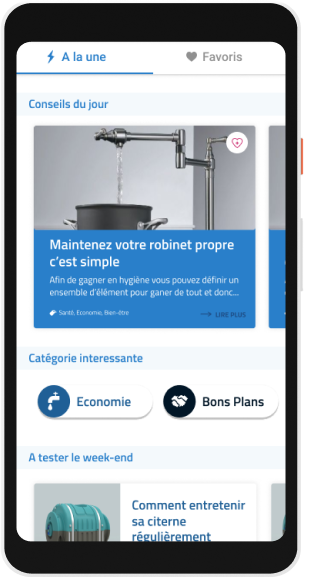 A la une
Favoris
Conseils du jour
Maintenez votre robinet propre
c'est simple
Afin de gagner en hygiène vous pouvez définir un
ensemble d'élément pour ganer de tout et donc...
Santé, Economie, Bien-être
LIRE PLUS
Catégorie interessante
Economie
Bons Plans
A tester le week-end
Comment entretenir
sa citerne
régulièrement